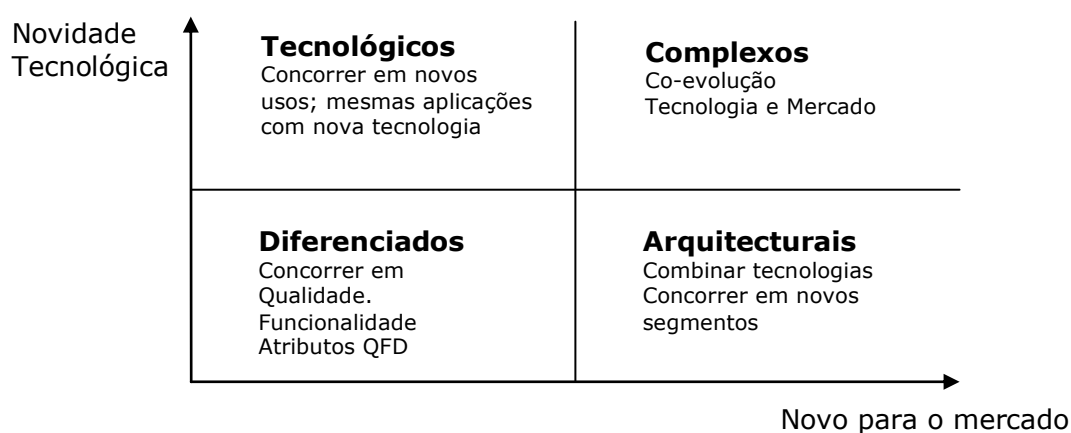 Novidade
Tecnológica
Tecnológicos
Concorrer em novos
usos; mesmas aplicações
com nova tecnologia
Complexos
Co-evolução
Tecnologia e Mercado
Diferenciados
Concorrer em
Qualidade.
Funcionalidade
Atributos QFD
Arquitecturais
Combinar tecnologias
Concorrer em novos
segmentos
Novo para o mercado